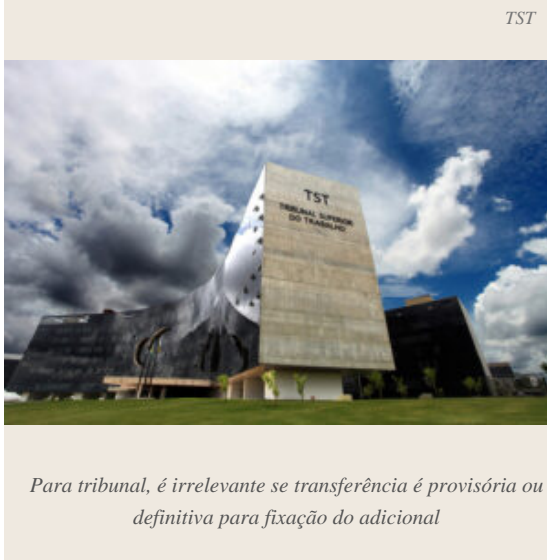 TST
TST
TRIBUNAL SUPERIOR
DO TRABALHO
Para tribunal, é irrelevante se transferência é provisória ou
definitiva para fixação do adicional